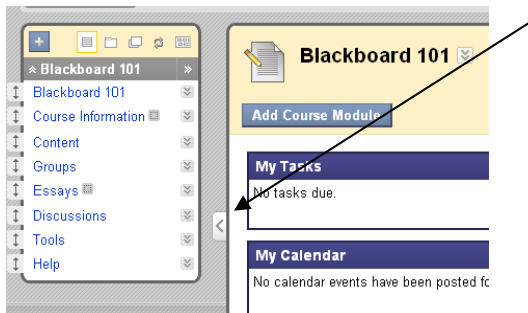 Blackboard 101
Blackboard 101
Course Information
Content
Groups
Essays
Discussions
Tools
Help
Blackboard 101
Add Course Module
My Tasks
No tasks due.
My Calendar
No calendar events have been posted fo